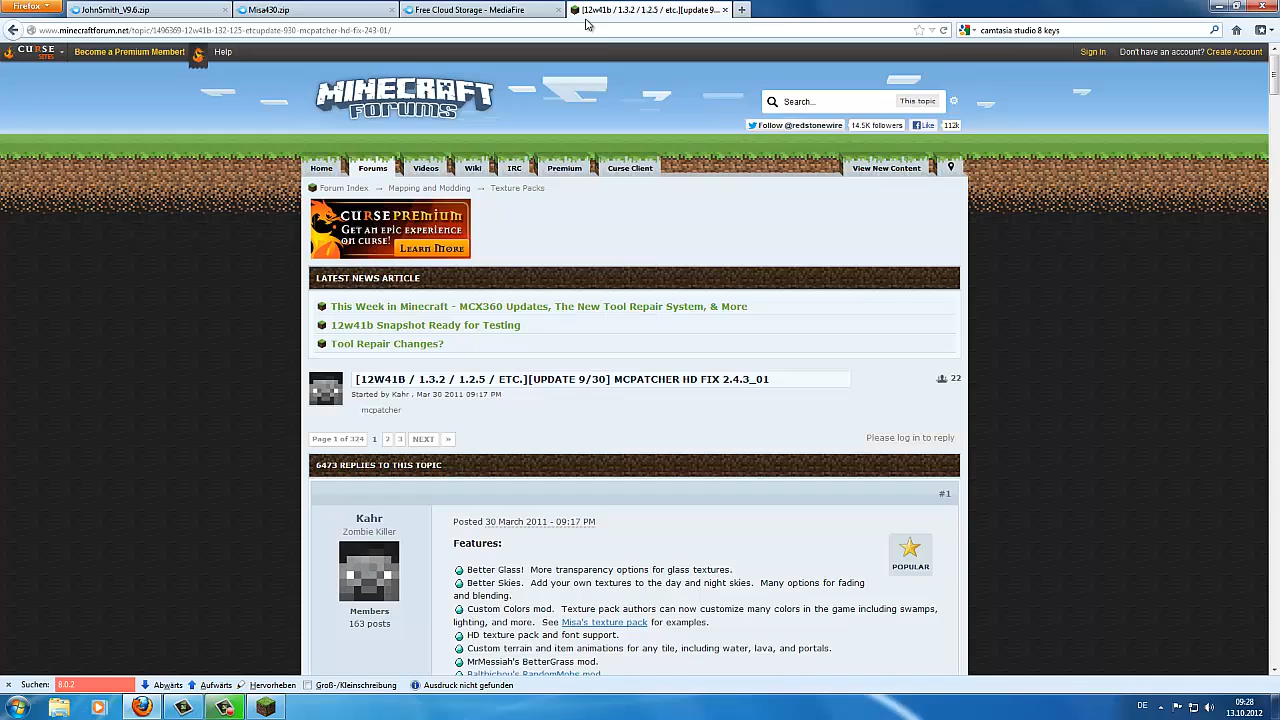 JohnSmith_V9.6.zip
Misa430.zip
Free Cloud Storage - MediaFire
[12w41b / 1.3.2 / 1.2.5 / etc.][update 9...
Firefox
www.minecraftforum.net/topic/1496369-12w41b-132-125-etcupdate-930-mcpatcher-hd-fix-243-01/
camtasia studio 8 keys
CURSE SITES
Become a Premium Member!
Help
Sign In
Don't have an account? Create Account
MINECRAFT FORUMS
Search...
This topic
Follow @redstonewire
14.5K followers
Like
112k
Home
Forums
Videos
Wiki
IRC
Premium
Curse Client
View New Content
Forum Index → Mapping and Modding → Texture Packs
CURSE PREMIUM
GET AN EPIC EXPERIENCE
ON CURSE!
LEARN MORE
LATEST NEWS ARTICLE
This Week in Minecraft - MCX360 Updates, The New Tool Repair System, & More
12w41b Snapshot Ready for Testing
Tool Repair Changes?
[12W41B / 1.3.2 / 1.2.5 / ETC.][UPDATE 9/30] MCPATCHER HD FIX 2.4.3_01
22
Started by Kahr , Mar 30 2011 09:17 PM
mcpatcher
Page 1 of 324
1
2
3
NEXT
»
Please log in to reply
6473 REPLIES TO THIS TOPIC
#1
Kahr
Zombie Killer
Members
163 posts
Posted 30 March 2011 - 09:17 PM
Features:
POPULAR
Better Glass! More transparency options for glass textures.
Better Skies. Add your own textures to the day and night skies. Many options for fading
and blending.
Custom Colors mod. Texture pack authors can now customize many colors in the game including swamps,
lighting, and more. See Misa's texture pack for examples.
HD texture pack and font support.
Custom terrain and item animations for any tile, including water, lava, and portals.
MrMessiah's BetterGrass mod.
Balthichou's RandomMobs mod.
Suchen:
8.0.2
Abwärts
Aufwärts
Hervorheben
Groß-/Kleinschreibung
Ausdruck nicht gefunden
DE
09:28
13.10.2012